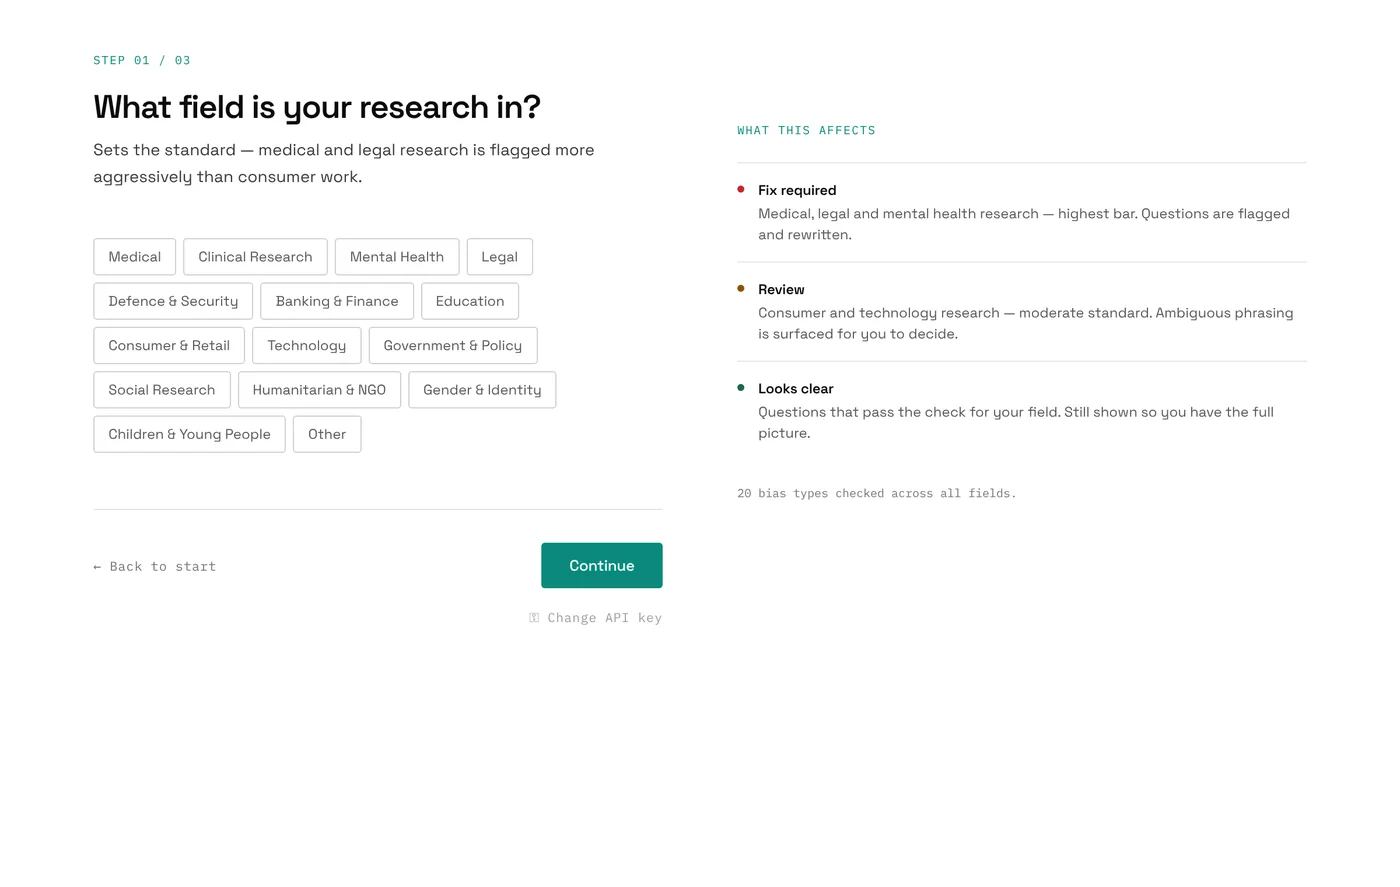 STEP 01 / 03
What field is your research in?
Sets the standard — medical and legal research is flagged more
aggressively than consumer work.
Medical
Clinical Research
Mental Health
Legal
Defence & Security
Banking & Finance
Education
Consumer & Retail
Technology
Government & Policy
Social Research
Humanitarian & NGO
Gender & Identity
Children & Young People
Other
← Back to start
Continue
⚿ Change API key
WHAT THIS AFFECTS
Fix required
Medical, legal and mental health research — highest bar. Questions are flagged
and rewritten.
Review
Consumer and technology research — moderate standard. Ambiguous phrasing
is surfaced for you to decide.
Looks clear
Questions that pass the check for your field. Still shown so you have the full
picture.
20 bias types checked across all fields.